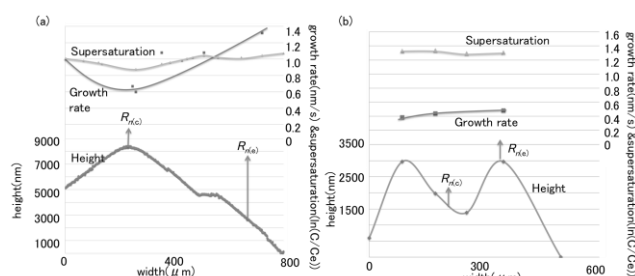 (a)
Supersaturation
Growth
rate
Height
Rn(c)
Rn(e)
height(nm)
9000
7000
5000
3000
1000
0
400
780
width(μm)
1.4
1.2
1.0
0.8
0.6
0.4
0.2
0
growth rate(nm/s) &supersaturation(ln(C/Ce))
(b)
Supersaturation
Growth rate
Height
Rn(c)
Rn(e)
height(nm)
3500
2500
1500
0
300
600
width(μm)
1.6
1.4
1.2
1.0
0.8
0.6
0.4
0.2
0
growth rate(nm/s) &supersaturation(ln(C/Ce))